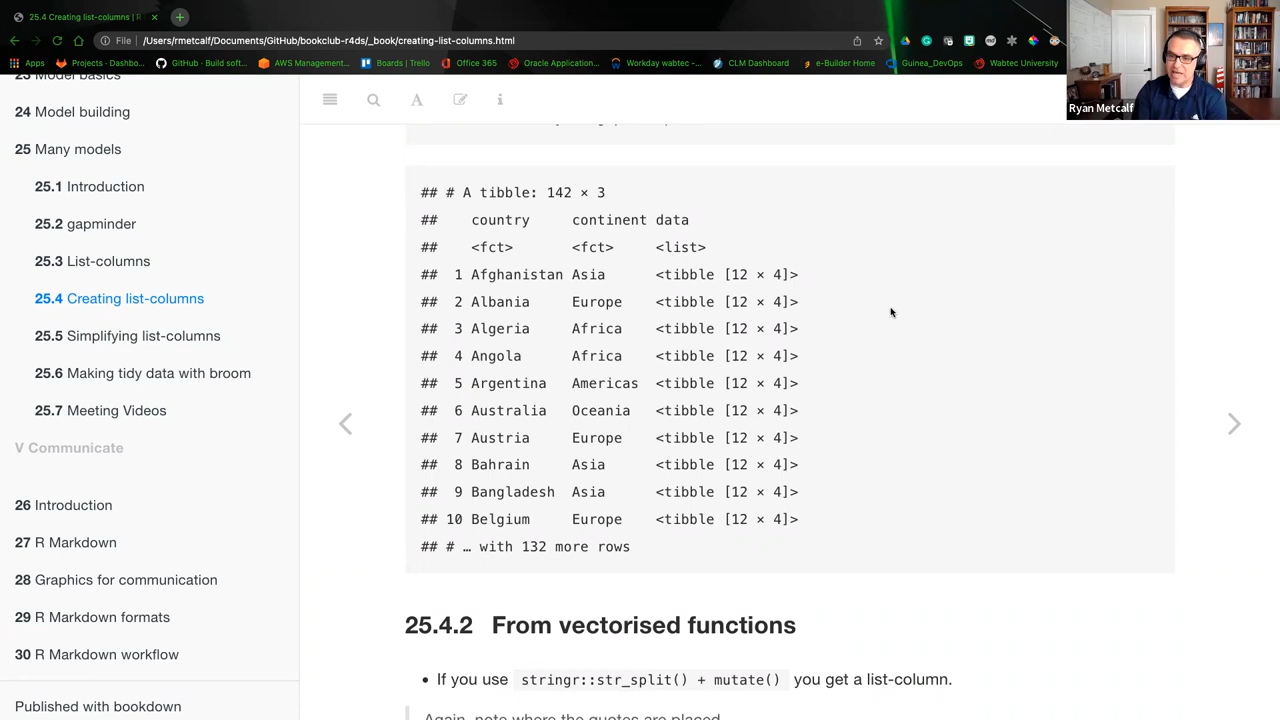 25.4 Creating list-columns | R
File | /Users/rmetcalf/Documents/GitHub/bookclub-r4ds/_book/creating-list-columns.html
Apps Projects - Dashbo... GitHub · Build soft... AWS Management... Boards | Trello Office 365 Oracle Application... Workday wabtec -... CLM Dashboard e-Builder Home Guinea_DevOps Wabtec University
Ryan Metcalf
23 Model basics
24 Model building
25 Many models
25.1 Introduction
25.2 gapminder
25.3 List-columns
25.4 Creating list-columns
25.5 Simplifying list-columns
25.6 Making tidy data with broom
25.7 Meeting Videos
V Communicate
26 Introduction
27 R Markdown
28 Graphics for communication
29 R Markdown formats
30 R Markdown workflow
Published with bookdown
## # A tibble: 142 × 3
##    country     continent data
##    <fct>       <fct>     <list>
##  1 Afghanistan Asia      <tibble [12 × 4]>
##  2 Albania     Europe    <tibble [12 × 4]>
##  3 Algeria     Africa    <tibble [12 × 4]>
##  4 Angola      Africa    <tibble [12 × 4]>
##  5 Argentina   Americas  <tibble [12 × 4]>
##  6 Australia   Oceania   <tibble [12 × 4]>
##  7 Austria     Europe    <tibble [12 × 4]>
##  8 Bahrain     Asia      <tibble [12 × 4]>
##  9 Bangladesh  Asia      <tibble [12 × 4]>
## 10 Belgium     Europe    <tibble [12 × 4]>
## # … with 132 more rows
25.4.2 From vectorised functions
• If you use stringr::str_split() + mutate() you get a list-column.
Again, note where the quotes are placed